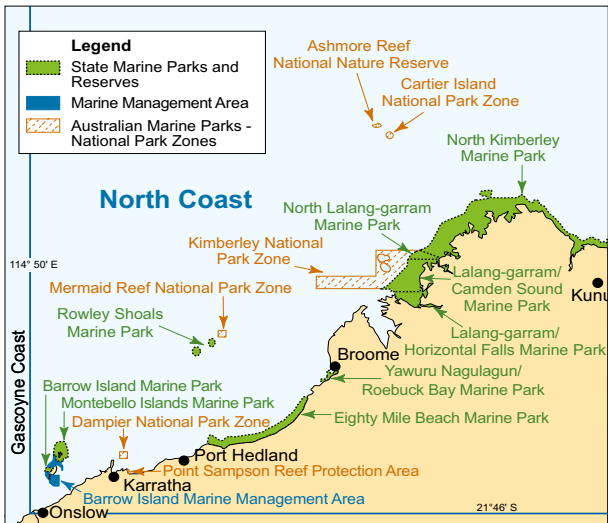 Legend
State Marine Parks and
Reserves
Marine Management Area
Australian Marine Parks -
National Park Zones
Ashmore Reef
National Nature Reserve
Cartier Island
National Park Zone
North Kimberley
Marine Park
North Coast
North Lalang-garram
Marine Park
Kimberley National
Park Zone
114°50' E
Mermaid Reef National Park Zone
Lalang-garram/
Camden Sound
Marine Park
Kunu
Rowley Shoals
Marine Park
Lalang-garram/
Horizontal Falls Marine Park
Gascoyne Coast
Broome
Yawuru Nagulagun/
Roebuck Bay Marine Park
Barrow Island Marine Park
Montebello Islands Marine Park
Dampier National Park Zone
Eighty Mile Beach Marine Park
Port Hedland
Point Sampson Reef Protection Area
Karratha
Barrow Island Marine Management Area
Onslow
21°46' S